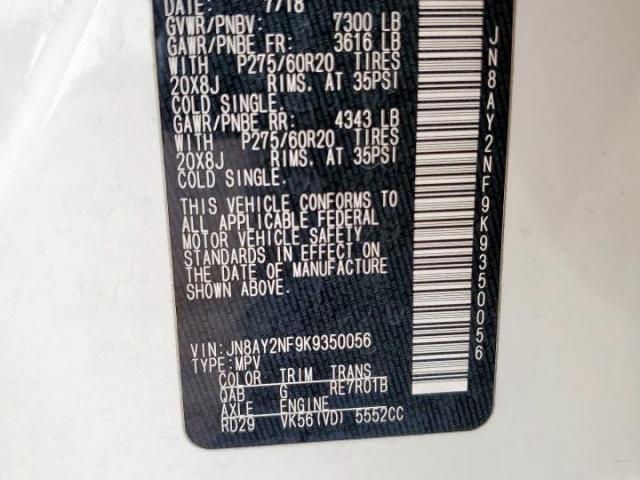 DATE: 7/18
GVWR/PNBV: 7300 LB
GAWR/PNBE FR: 3616 LB
WITH P275/60R20 TIRES
20X8J RIMS, AT 35PSI
COLD SINGLE.
GAWR/PNBE RR: 4343 LB
WITH P275/60R20 TIRES
20X8J RIMS, AT 35PSI
COLD SINGLE.
THIS VEHICLE CONFORMS TO
ALL APPLICABLE FEDERAL
MOTOR VEHICLE SAFETY
STANDARDS IN EFFECT ON
THE DATE OF MANUFACTURE
SHOWN ABOVE.
VIN: JN8AY2NF9K9350056
TYPE: MPV
COLOR TRIM TRANS
QAB G RE7R01B
AXLE ENGINE
RD29 VK56(VD) 5552CC
JN8AY2NF9K9350056